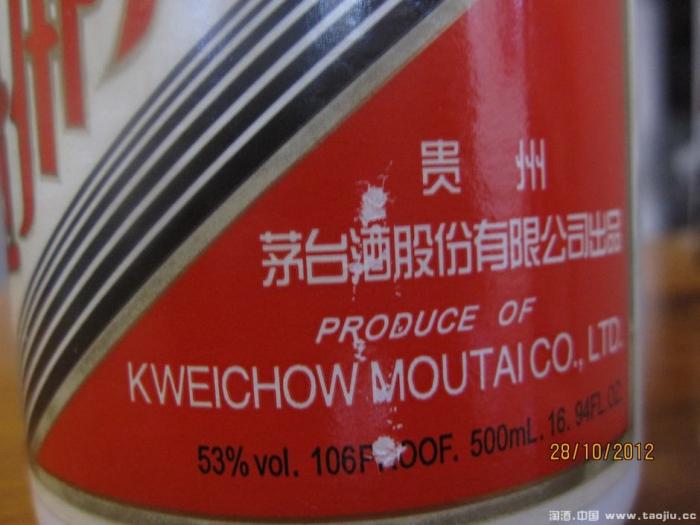 贵 州
茅台酒股份有限公司出品
PRODUCE OF
KWEICHOW MOUTAI CO., LTD.
53% vol. 106PROOF. 500mL. 16. 94FL.OZ.
28/10/2012
淘酒.中国 www.taojiu.cc